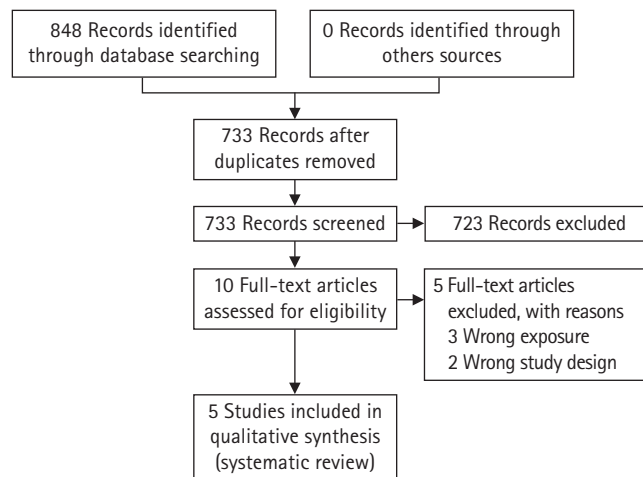 848 Records identified
through database searching
0 Records identified through
others sources
733 Records after
duplicates removed
733 Records screened
723 Records excluded
10 Full-text articles
assessed for eligibility
5 Full-text articles
excluded, with reasons
3 Wrong exposure
2 Wrong study design
5 Studies included in
qualitative synthesis
(systematic review)